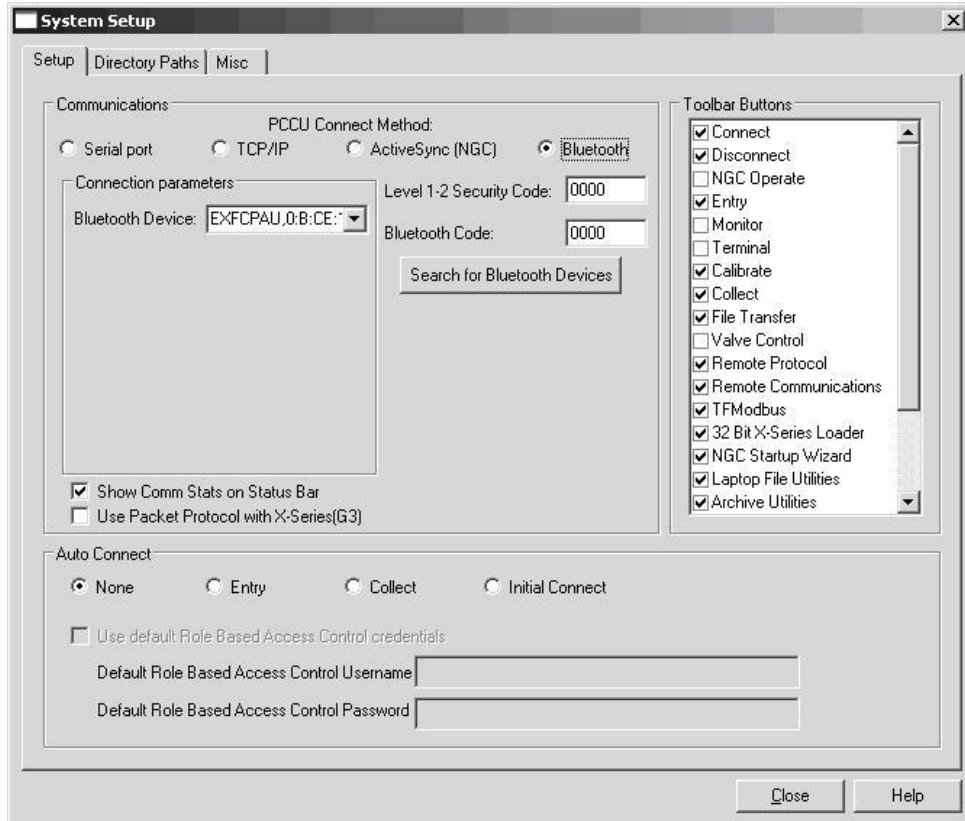 System Setup
Setup
Directory Paths
Misc
Communications
PCCU Connect Method:
Serial port
TCP/IP
ActiveSync (NGC)
Bluetooth
Connection parameters
Bluetooth Device:
EXFCPAU,0:B:CE:
Level 1-2 Security Code:
0000
Bluetooth Code:
0000
Search for Bluetooth Devices
Show Comm Stats on Status Bar
Use Packet Protocol with X-Series(G3)
Toolbar Buttons
Connect
Disconnect
NGC Operate
Entry
Monitor
Terminal
Calibrate
Collect
File Transfer
Valve Control
Remote Protocol
Remote Communications
TFModbus
32 Bit X-Series Loader
NGC Startup Wizard
Laptop File Utilities
Archive Utilities
Auto Connect
None
Entry
Collect
Initial Connect
Use default Role Based Access Control credentials
Default Role Based Access Control Username
Default Role Based Access Control Password
Close
Help